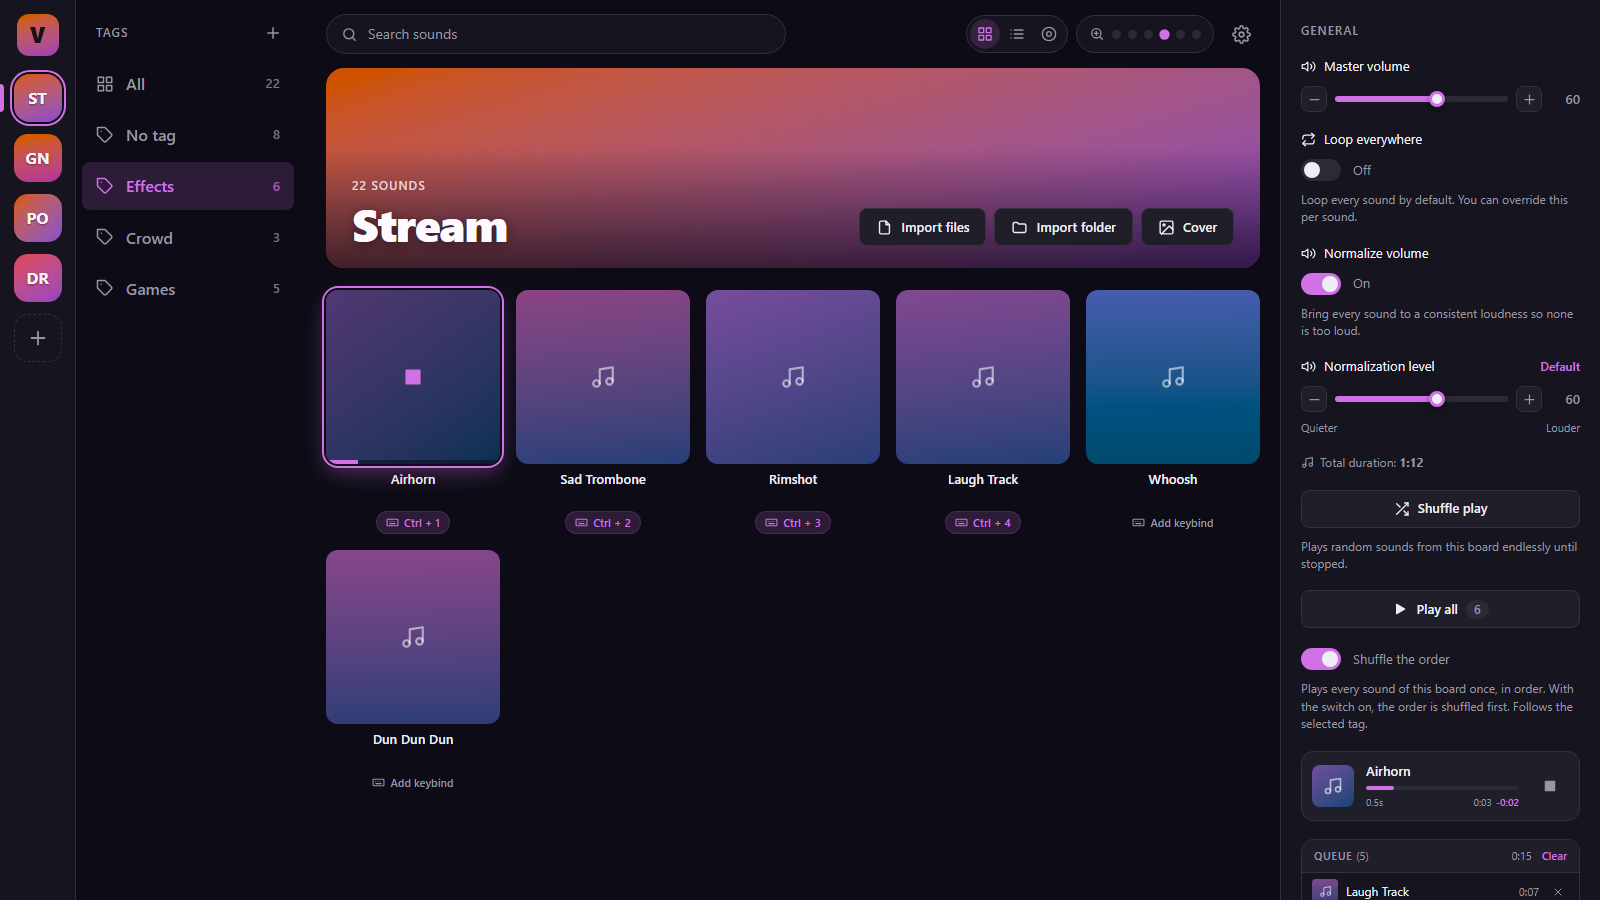 V
ST
GN
PO
DR
TAGS
All 22
No tag 8
Effects 6
Crowd 3
Games 5
Search sounds
22 SOUNDS
Stream
Import files
Import folder
Cover
Airhorn
Ctrl + 1
Sad Trombone
Ctrl + 2
Rimshot
Ctrl + 3
Laugh Track
Ctrl + 4
Whoosh
Add keybind
Dun Dun Dun
Add keybind
GENERAL
Master volume
60
Loop everywhere
Off
Loop every sound by default. You can override this
per sound.
Normalize volume
On
Bring every sound to a consistent loudness so none
is too loud.
Normalization level Default
60
Quieter Louder
Total duration: 1:12
Shuffle play
Plays random sounds from this board endlessly until
stopped.
Play all 6
Shuffle the order
Plays every sound of this board once, in order. With
the switch on, the order is shuffled first. Follows the
selected tag.
Airhorn
0.5s 0:03 -0:02
QUEUE (5) 0:15 Clear
Laugh Track 0:07